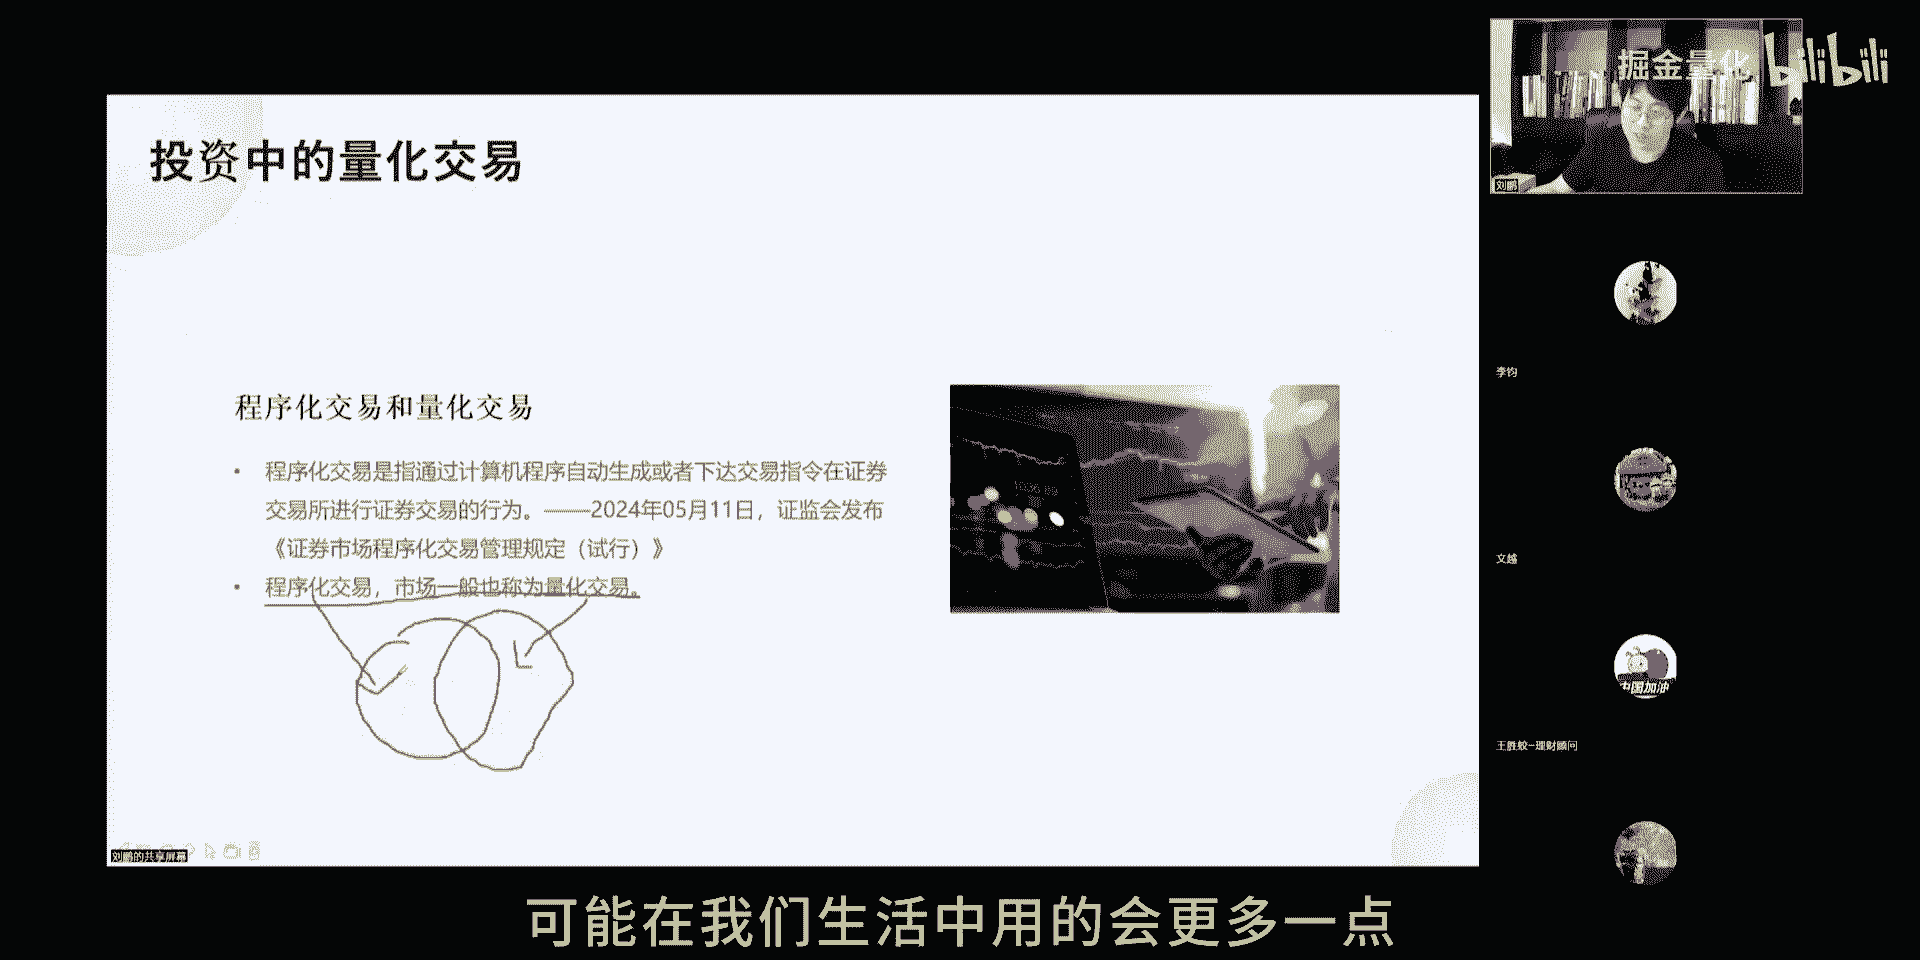 掘金量化 bilibili
刘鹏
投资中的量化交易
程序化交易和量化交易
• 程序化交易是指通过计算机程序自动生成或者下达交易指令在证券
交易所进行证券交易的行为。——2024年05月11日，证监会发布
《证券市场程序化交易管理规定（试行）》
• 程序化交易，市场一般也称为量化交易。
李钧
文越
中国加油
王胜蛟-理财顾问
刘鹏的共享屏幕
可能在我们生活中用的会更多一点